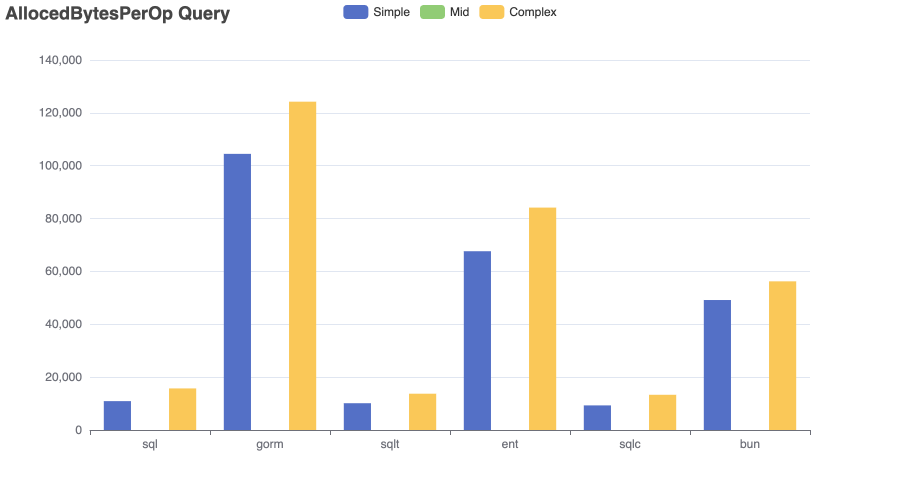 AllocedBytesPerOp Query
Simple Mid Complex
140,000
120,000
100,000
80,000
60,000
40,000
20,000
0
sql gorm sqlt ent sqlc bun